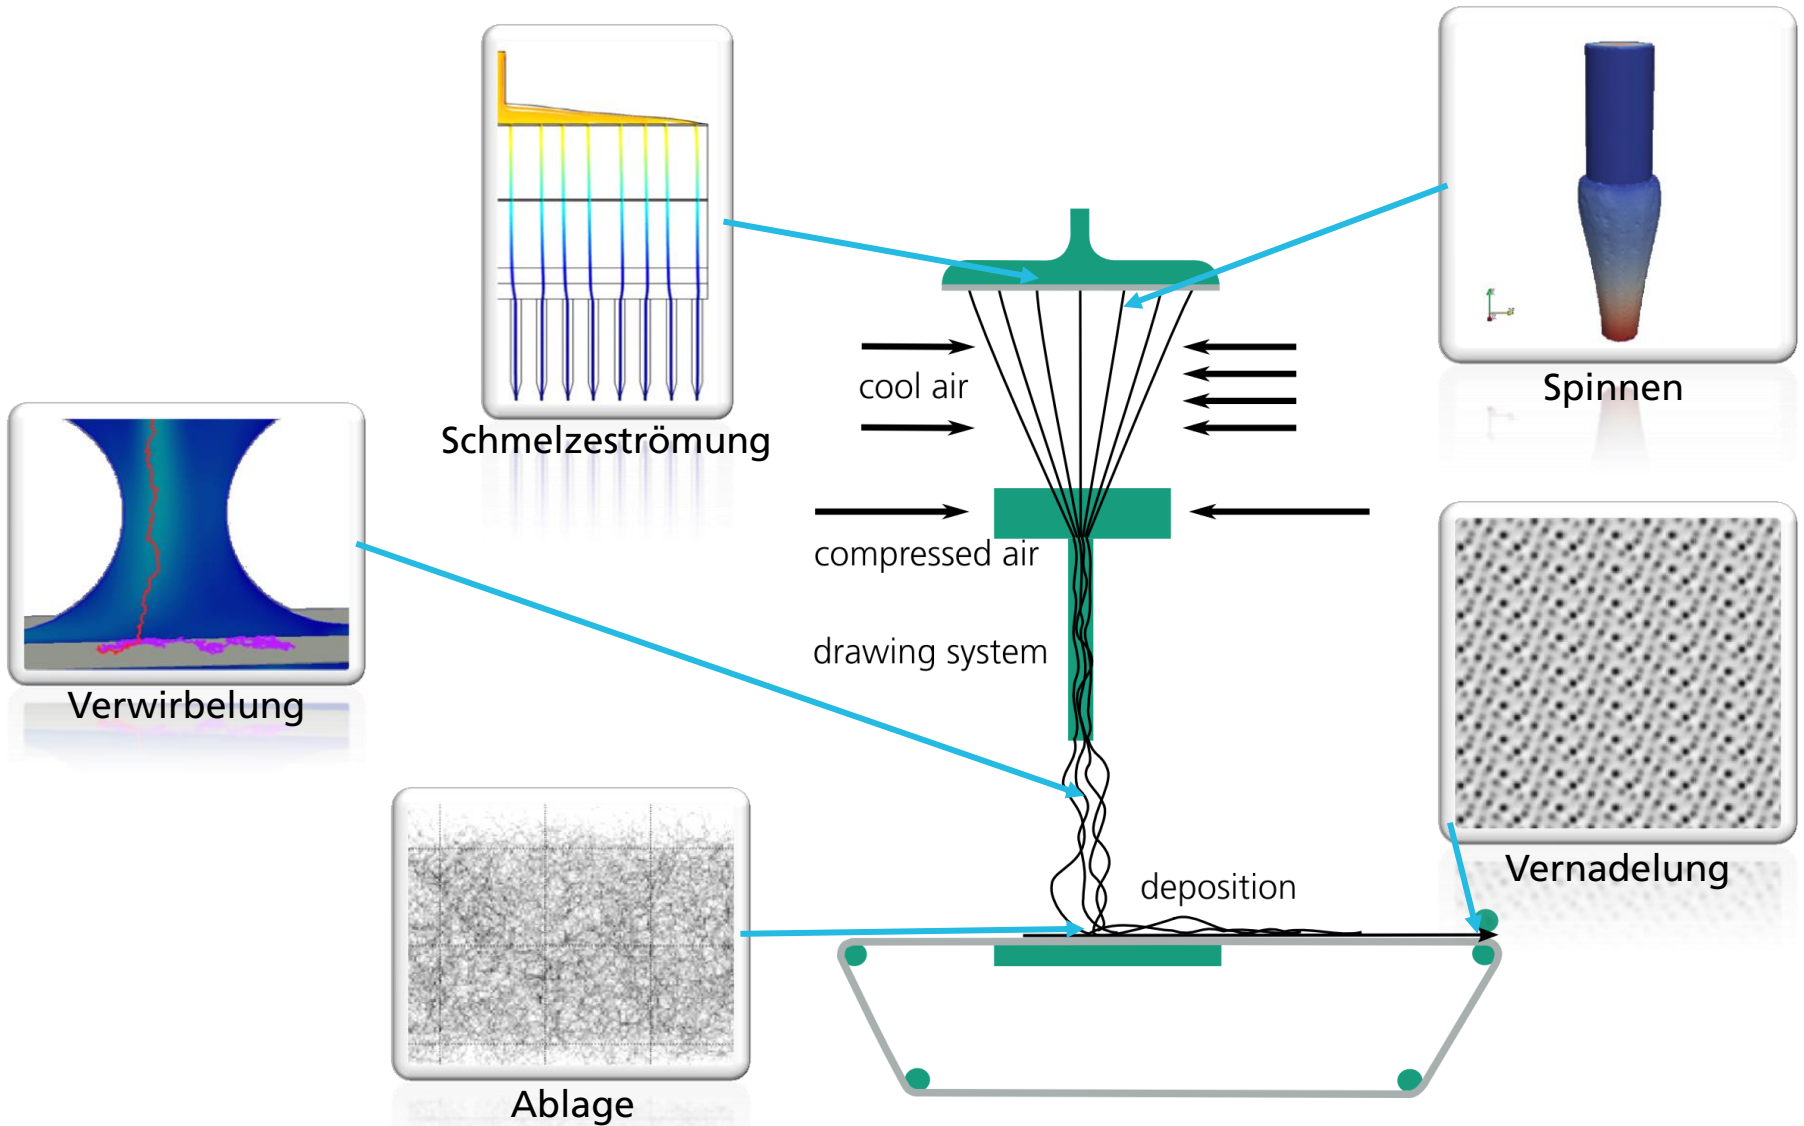 Schmelzeströmung
Spinnen
cool air
compressed air
drawing system
Verwirbelung
deposition
Vernadelung
Ablage